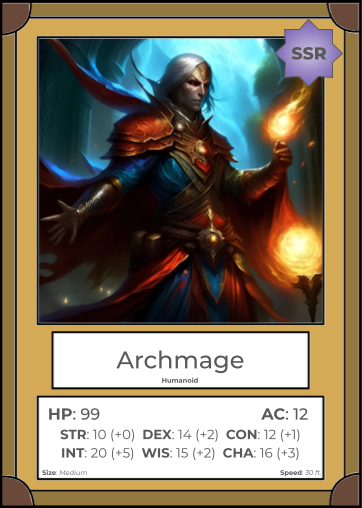 SSR
Archmage
Humanoid
HP: 99 AC: 12
STR: 10 (+0) DEX: 14 (+2) CON: 12 (+1)
INT: 20 (+5) WIS: 15 (+2) CHA: 16 (+3)
Size: Medium Speed: 30 ft.